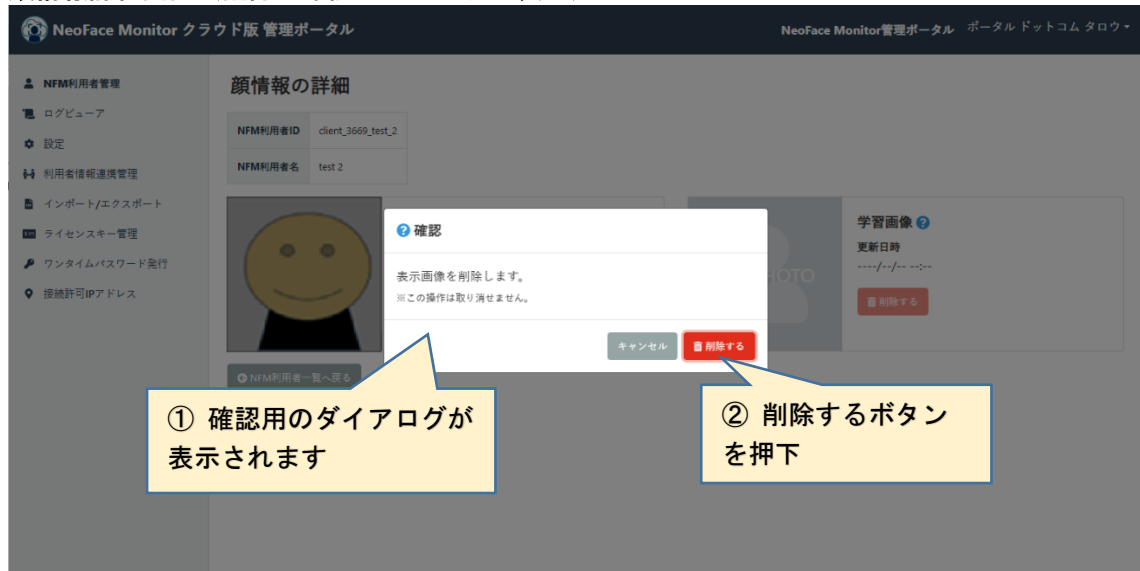 NeoFace Monitor クラウド版 管理ポータル
NeoFace Monitor管理ポータル ポータル ドットコム タロウ
NFM利用者管理
ログビューア
設定
利用者情報連携管理
インポート/エクスポート
ライセンスキー管理
ワンタイムパスワード発行
接続許可IPアドレス
顔情報の詳細
NFM利用者ID client_3669_test_2
NFM利用者名 test 2
確認
表示画像を削除します。
※この操作は取り消せません。
キャンセル 削除する
学習画像
更新日時
----/--/-- --:--
削除する
NFM利用者一覧へ戻る
① 確認用のダイアログが
表示されます
② 削除するボタン
を押下